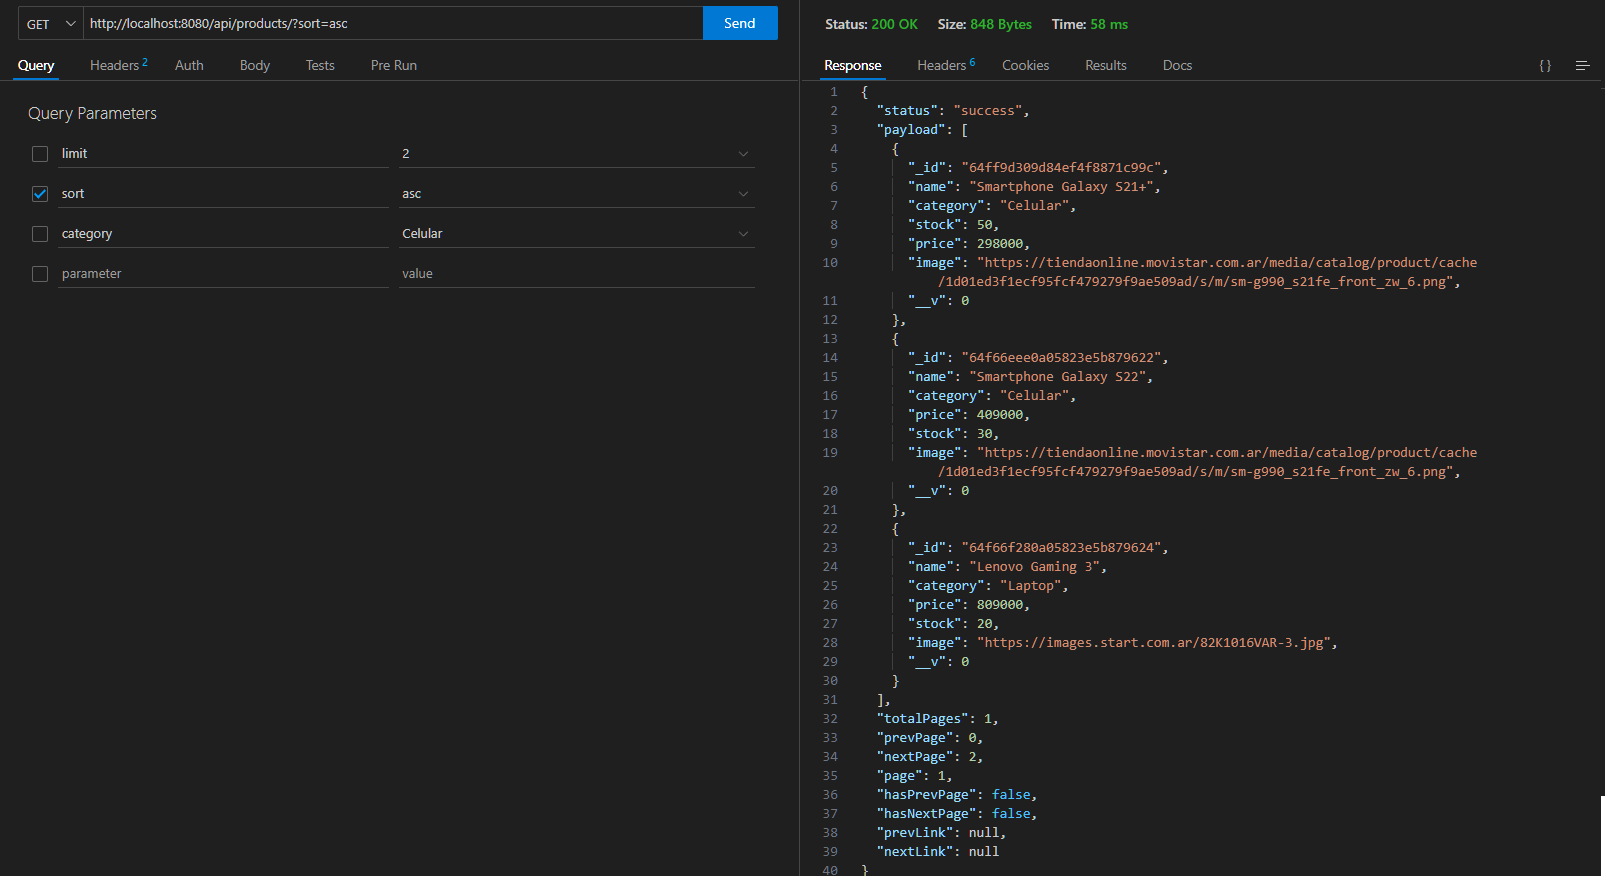 GET http://localhost:8080/api/products/?sort=asc Send
Query Headers 2 Auth Body Tests Pre Run
Query Parameters
limit 2
sort asc
category Celular
parameter value
Status: 200 OK Size: 848 Bytes Time: 58 ms
Response Headers 6 Cookies Results Docs { }
1 {
2 "status": "success",
3 "payload": [
4 {
5 "_id": "64ff9d309d84ef4f8871c99c",
6 "name": "Smartphone Galaxy S21+",
7 "category": "Celular",
8 "stock": 50,
9 "price": 298000,
10 "image": "https://tiendaonline.movistar.com.ar/media/catalog/product/cache
/1d01ed3f1ecf95fcf479279f9ae509ad/s/m/sm-g990_s21fe_front_zw_6.png",
11 "__v": 0
12 },
13 {
14 "_id": "64f66eee0a05823e5b879622",
15 "name": "Smartphone Galaxy S22",
16 "category": "Celular",
17 "price": 409000,
18 "stock": 30,
19 "image": "https://tiendaonline.movistar.com.ar/media/catalog/product/cache
/1d01ed3f1ecf95fcf479279f9ae509ad/s/m/sm-g990_s21fe_front_zw_6.png",
20 "__v": 0
21 },
22 {
23 "_id": "64f66f280a05823e5b879624",
24 "name": "Lenovo Gaming 3",
25 "category": "Laptop",
26 "price": 809000,
27 "stock": 20,
28 "image": "https://images.start.com.ar/82K1016VAR-3.jpg",
29 "__v": 0
30 }
31 ],
32 "totalPages": 1,
33 "prevPage": 0,
34 "nextPage": 2,
35 "page": 1,
36 "hasPrevPage": false,
37 "hasNextPage": false,
38 "prevLink": null,
39 "nextLink": null
40 }